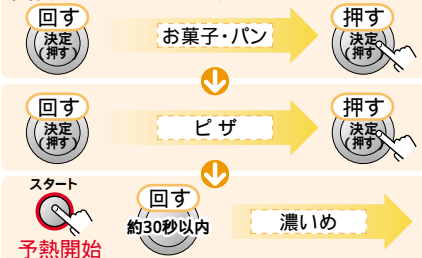 回す
決定
(押す)
お菓子・パン
押す
決定
(押す
回す
決定
(押す)
ピザ
押す
決定
(押す
スタート
予熱開始
回す
約30秒以内
濃いめ